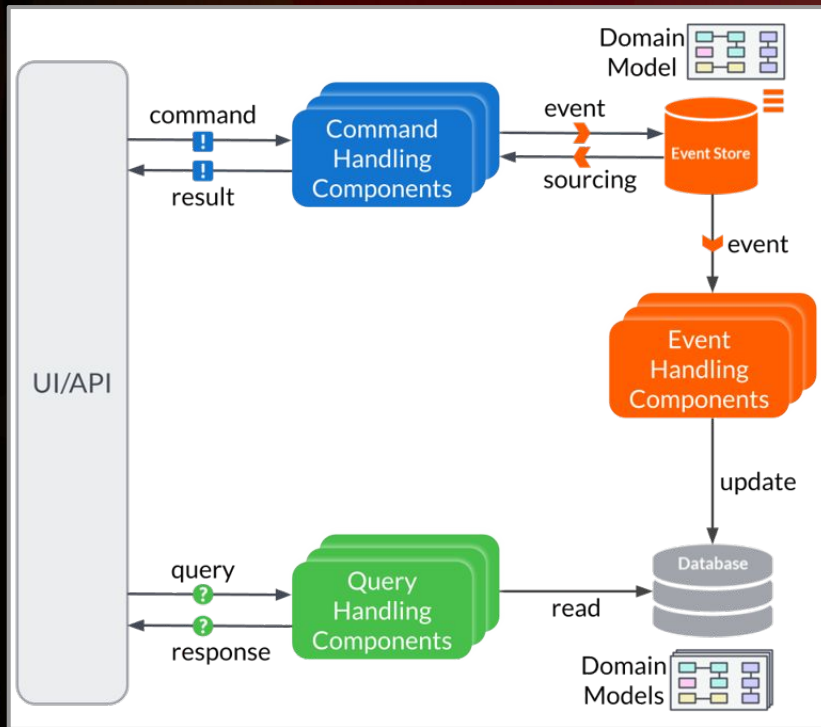 Domain
Model
command
!
Command
Handling
Components
event
Event Store
!
result
sourcing
event
UI/API
Event
Handling
Components
update
query
?
Query
Handling
Components
Database
read
?
response
Domain
Models